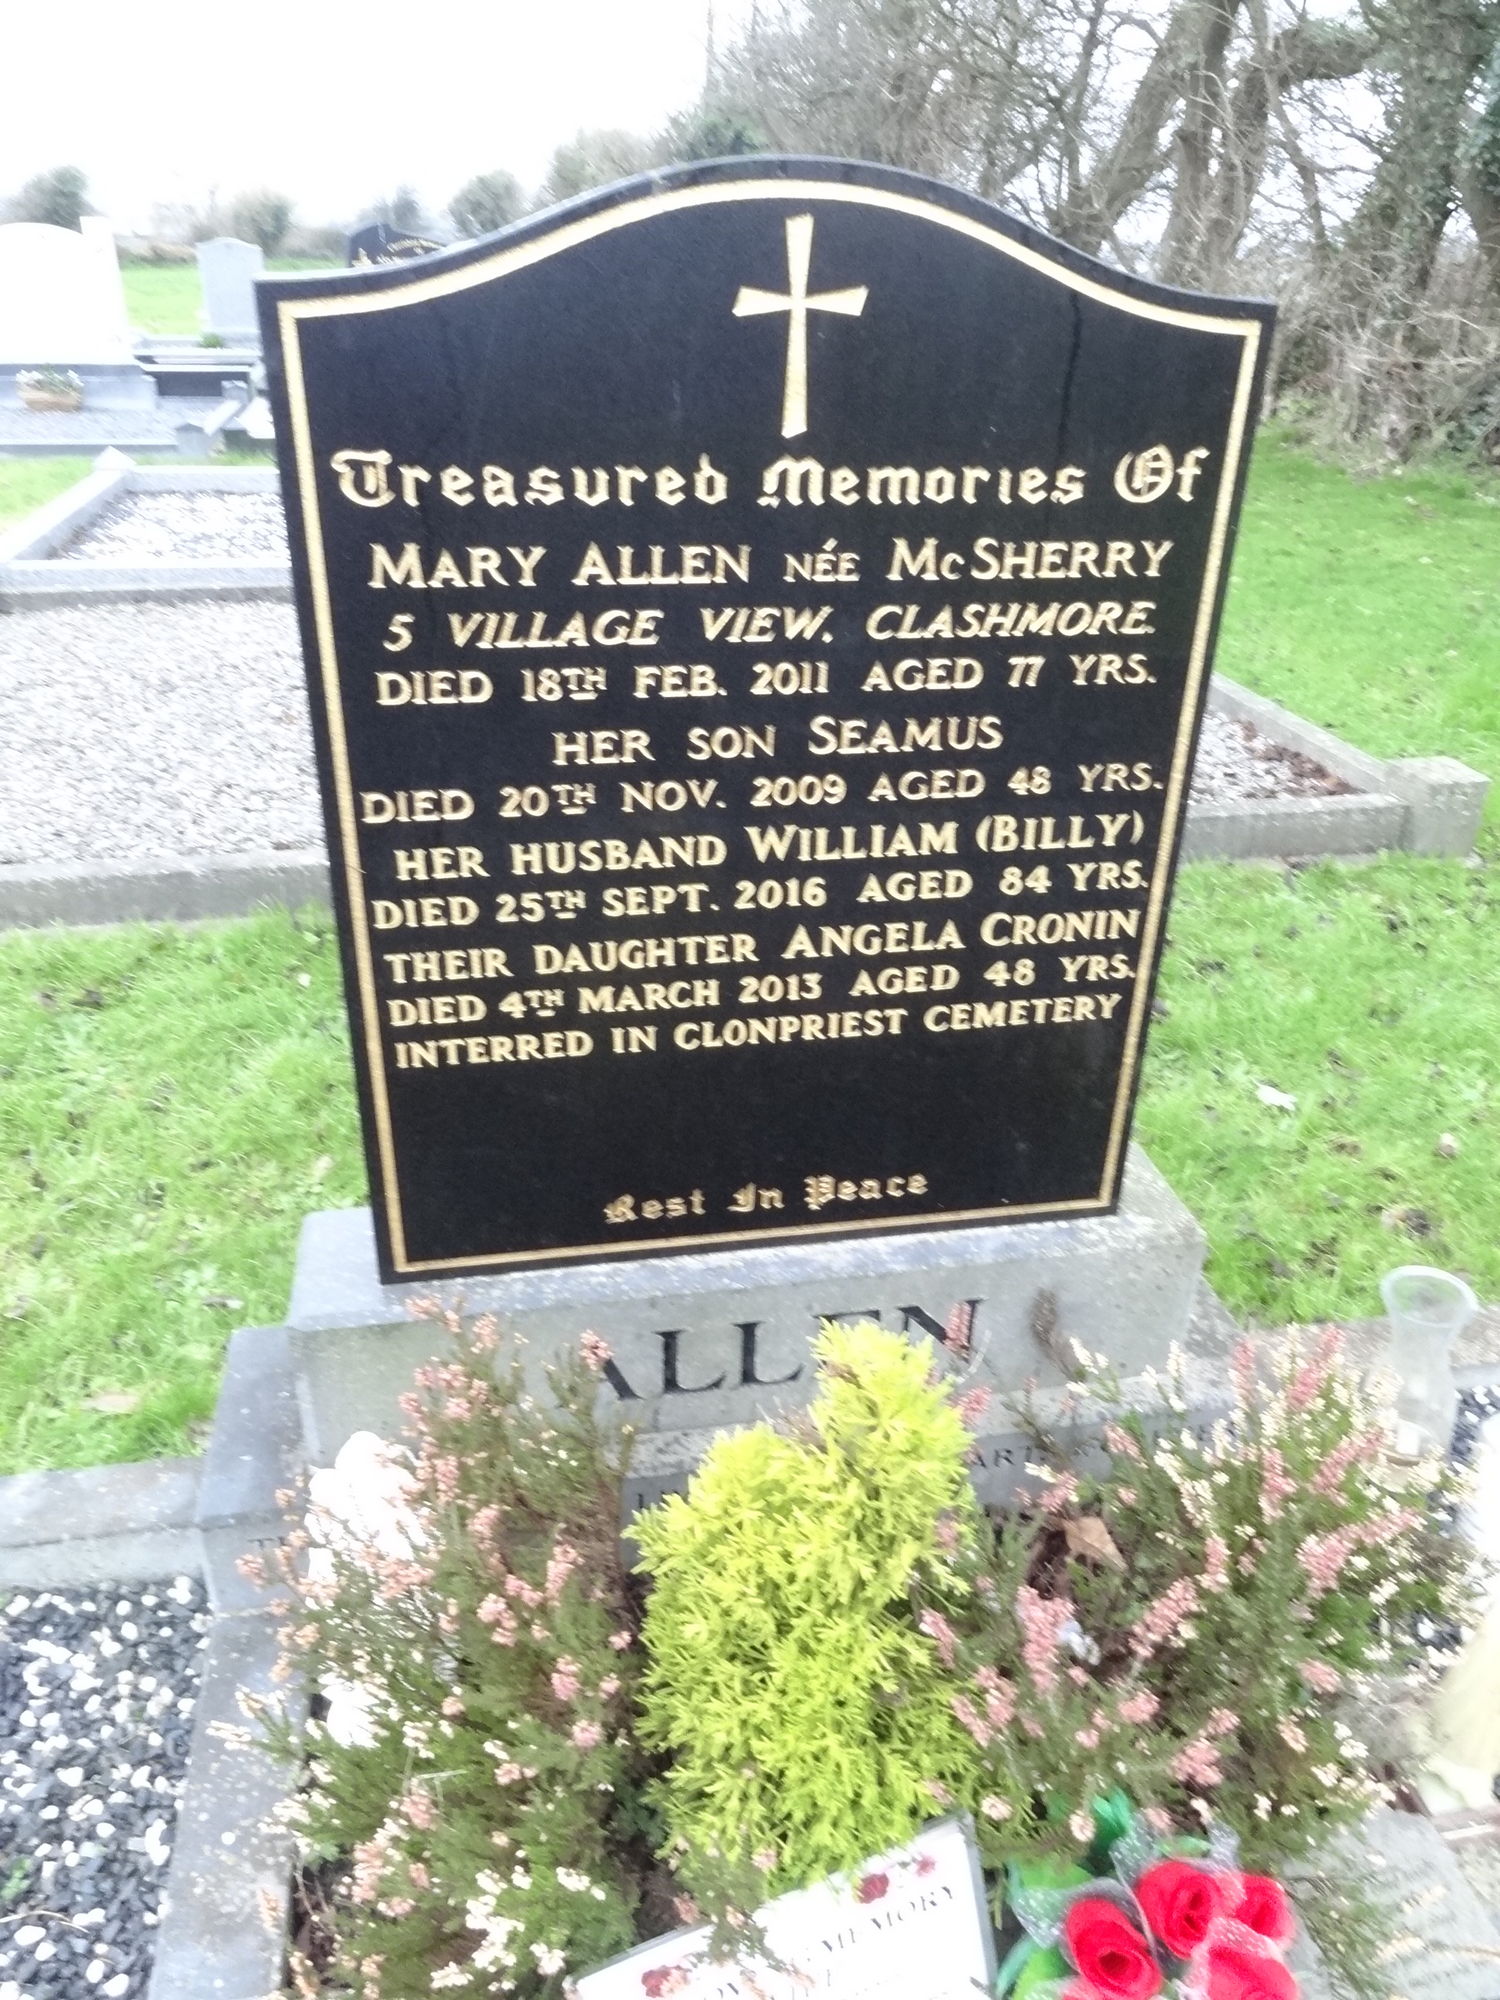 Treasured Memories Of
MARY ALLEN NÉE McSHERRY
5 VILLAGE VIEW, CLASHMORE.
DIED 18TH FEB. 2011 AGED 77 YRS.
HER SON SEAMUS
DIED 20TH NOV. 2009 AGED 48 YRS.
HER HUSBAND WILLIAM (BILLY)
DIED 25TH SEPT. 2016 AGED 84 YRS.
THEIR DAUGHTER ANGELA CRONIN
DIED 4TH MARCH 2013 AGED 48 YRS.
INTERRED IN CLONPRIEST CEMETERY
Rest In Peace
ALLEN
MEMORY